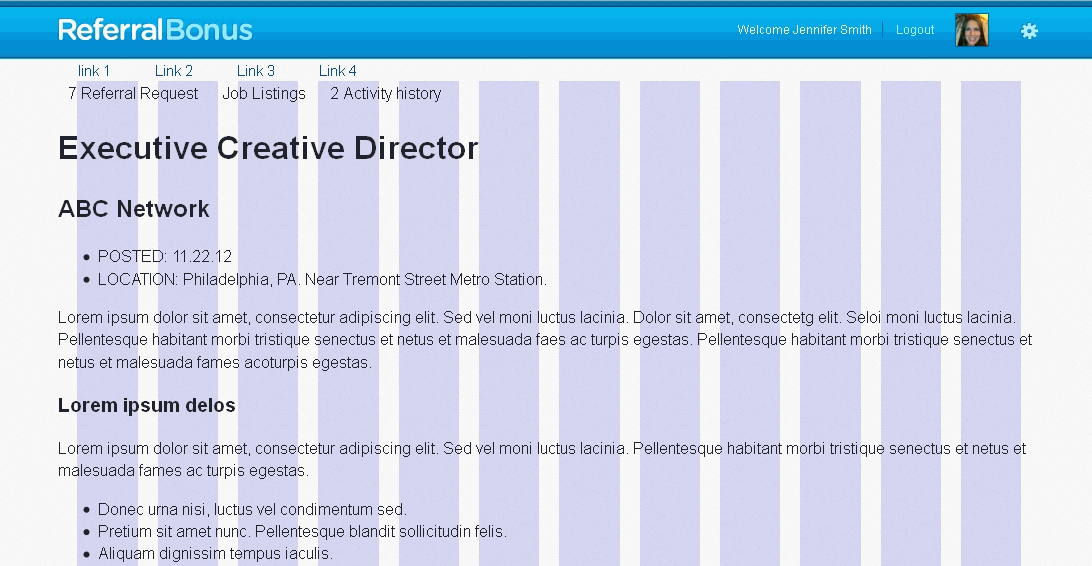 ReferralBonus
Welcome Jennifer Smith | Logout
link 1 Link 2 Link 3 Link 4
7 Referral Request Job Listings 2 Activity history
Executive Creative Director
ABC Network
• POSTED: 11.22.12
• LOCATION: Philadelphia, PA. Near Tremont Street Metro Station.
Lorem ipsum dolor sit amet, consectetur adipiscing elit. Sed vel moni luctus lacinia. Dolor sit amet, consectetg elit. Seloi moni luctus lacinia.
Pellentesque habitant morbi tristique senectus et netus et malesuada faes ac turpis egestas. Pellentesque habitant morbi tristique senectus et
netus et malesuada fames acoturpis egestas.
Lorem ipsum delos
Lorem ipsum dolor sit amet, consectetur adipiscing elit. Sed vel moni luctus lacinia. Pellentesque habitant morbi tristique senectus et netus et
malesuada fames ac turpis egestas.
• Donec urna nisi, luctus vel condimentum sed.
• Pretium sit amet nunc. Pellentesque blandit sollicitudin felis.
• Aliquam dignissim tempus iaculis.